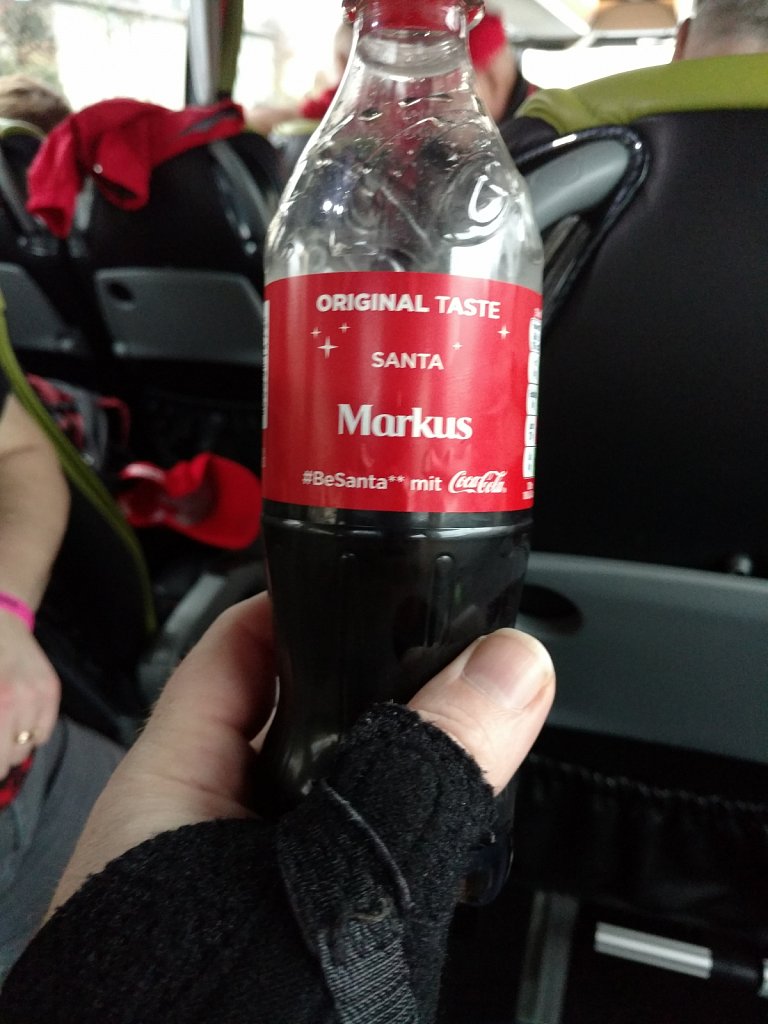 ORIGINAL TASTE
SANTA
Markus
#BeSanta** mit Coca-Cola